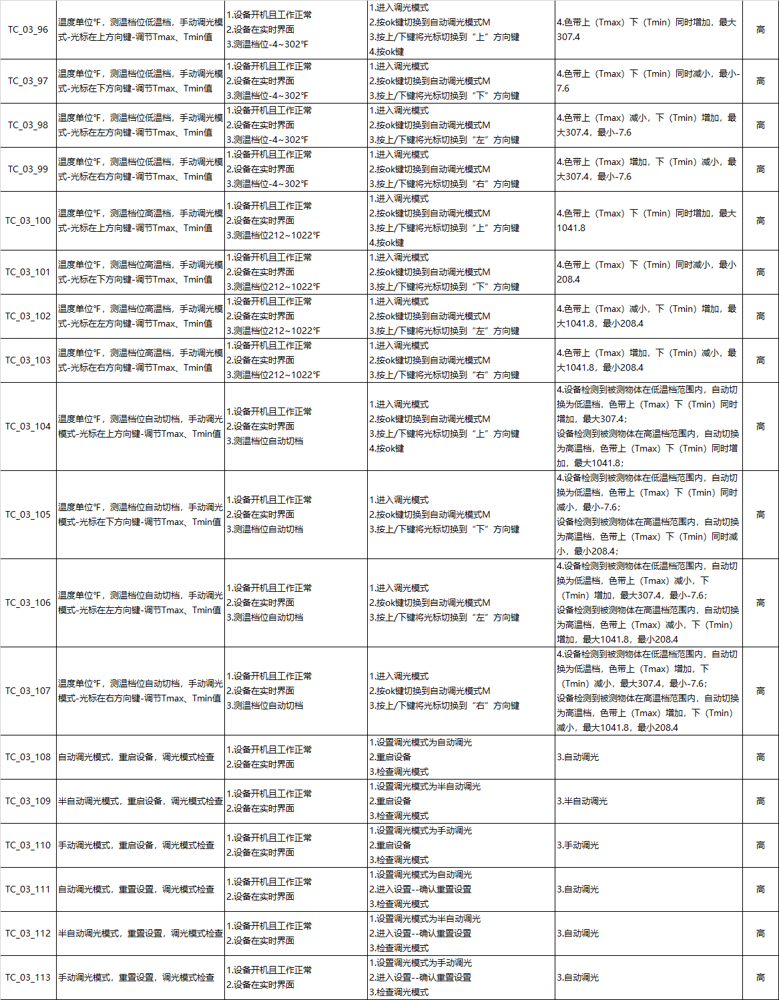 TC_03_96
温度单位℉，测温档位低温档，手动调光模
式-光标在上方向键-调节Tmax、Tmin值
1.设备开机且工作正常
2.设备在实时界面
3.测温档位-4~302℉
1.进入调光模式
2.按ok键切换到自动调光模式M
3.按上/下键将光标切换到“上”方向键
4.按ok键
4.色带上（Tmax）下（Tmin）同时增加，最大
307.4
高
TC_03_97
温度单位℉，测温档位低温档，手动调光模
式-光标在下方向键-调节Tmax、Tmin值
1.设备开机且工作正常
2.设备在实时界面
3.测温档位-4~302℉
1.进入调光模式
2.按ok键切换到自动调光模式M
3.按上/下键将光标切换到“下”方向键
4.色带上（Tmax）下（Tmin）同时减小，最小-
7.6
高
TC_03_98
温度单位℉，测温档位低温档，手动调光模
式-光标在左方向键-调节Tmax、Tmin值
1.设备开机且工作正常
2.设备在实时界面
3.测温档位-4~302℉
1.进入调光模式
2.按ok键切换到自动调光模式M
3.按上/下键将光标切换到“左”方向键
4.色带上（Tmax）减小，下（Tmin）增加，最
大307.4，最小-7.6
高
TC_03_99
温度单位℉，测温档位低温档，手动调光模
式-光标在右方向键-调节Tmax、Tmin值
1.设备开机且工作正常
2.设备在实时界面
3.测温档位-4~302℉
1.进入调光模式
2.按ok键切换到自动调光模式M
3.按上/下键将光标切换到“右”方向键
4.色带上（Tmax）增加，下（Tmin）减小，最
大307.4，最小-7.6
高
TC_03_100
温度单位℉，测温档位高温档，手动调光模
式-光标在上方向键-调节Tmax、Tmin值
1.设备开机且工作正常
2.设备在实时界面
3.测温档位212~1022℉
1.进入调光模式
2.按ok键切换到自动调光模式M
3.按上/下键将光标切换到“上”方向键
4.按ok键
4.色带上（Tmax）下（Tmin）同时增加，最大
1041.8
高
TC_03_101
温度单位℉，测温档位高温档，手动调光模
式-光标在下方向键-调节Tmax、Tmin值
1.设备开机且工作正常
2.设备在实时界面
3.测温档位212~1022℉
1.进入调光模式
2.按ok键切换到自动调光模式M
3.按上/下键将光标切换到“下”方向键
4.色带上（Tmax）下（Tmin）同时减小，最小
208.4
高
TC_03_102
温度单位℉，测温档位高温档，手动调光模
式-光标在左方向键-调节Tmax、Tmin值
1.设备开机且工作正常
2.设备在实时界面
3.测温档位212~1022℉
1.进入调光模式
2.按ok键切换到自动调光模式M
3.按上/下键将光标切换到“左”方向键
4.色带上（Tmax）减小，下（Tmin）增加，最
大1041.8，最小208.4
高
TC_03_103
温度单位℉，测温档位高温档，手动调光模
式-光标在右方向键-调节Tmax、Tmin值
1.设备开机且工作正常
2.设备在实时界面
3.测温档位212~1022℉
1.进入调光模式
2.按ok键切换到自动调光模式M
3.按上/下键将光标切换到“右”方向键
4.色带上（Tmax）增加，下（Tmin）减小，最
大1041.8，最小208.4
高
TC_03_104
温度单位℉，测温档位自动切档，手动调光
模式-光标在上方向键-调节Tmax、Tmin值
1.设备开机且工作正常
2.设备在实时界面
3.测温档位自动切档
1.进入调光模式
2.按ok键切换到自动调光模式M
3.按上/下键将光标切换到“上”方向键
4.按ok键
4.设备检测到被测物体在低温档范围内，自动切
换为低温档，色带上（Tmax）下（Tmin）同时
增加，最大307.4；
设备检测到被测物体在高温档范围内，自动切换
为高温档，色带上（Tmax）下（Tmin）同时增
加，最大1041.8；
高
TC_03_105
温度单位℉，测温档位自动切档，手动调光
模式-光标在下方向键-调节Tmax、Tmin值
1.设备开机且工作正常
2.设备在实时界面
3.测温档位自动切档
1.进入调光模式
2.按ok键切换到自动调光模式M
3.按上/下键将光标切换到“下”方向键
4.设备检测到被测物体在低温档范围内，自动切
换为低温档，色带上（Tmax）下（Tmin）同时
减小，最小-7.6；
设备检测到被测物体在高温档范围内，自动切换
为高温档，色带上（Tmax）下（Tmin）同时减
小，最小208.4；
高
TC_03_106
温度单位℉，测温档位自动切档，手动调光
模式-光标在左方向键-调节Tmax、Tmin值
1.设备开机且工作正常
2.设备在实时界面
3.测温档位自动切档
1.进入调光模式
2.按ok键切换到自动调光模式M
3.按上/下键将光标切换到“左”方向键
4.设备检测到被测物体在低温档范围内，自动切
换为低温档，色带上（Tmax）减小，下
（Tmin）增加，最大307.4，最小-7.6；
设备检测到被测物体在高温档范围内，自动切换
为高温档，色带上（Tmax）减小，下（Tmin）
增加，最大1041.8，最小208.4
高
TC_03_107
温度单位℉，测温档位自动切档，手动调光
模式-光标在右方向键-调节Tmax、Tmin值
1.设备开机且工作正常
2.设备在实时界面
3.测温档位自动切档
1.进入调光模式
2.按ok键切换到自动调光模式M
3.按上/下键将光标切换到“右”方向键
4.设备检测到被测物体在低温档范围内，自动切
换为低温档，色带上（Tmax）增加，下
（Tmin）减小，最大307.4，最小-7.6；
设备检测到被测物体在高温档范围内，自动切换
为高温档，色带上（Tmax）增加，下（Tmin）
减小，最大1041.8，最小208.4
高
TC_03_108
自动调光模式，重启设备，调光模式检查
1.设备开机且工作正常
2.设备在实时界面
1.设置调光模式为自动调光
2.重启设备
3.检查调光模式
3.自动调光
高
TC_03_109
半自动调光模式，重启设备，调光模式检查
1.设备开机且工作正常
2.设备在实时界面
1.设置调光模式为半自动调光
2.重启设备
3.检查调光模式
3.半自动调光
高
TC_03_110
手动调光模式，重启设备，调光模式检查
1.设备开机且工作正常
2.设备在实时界面
1.设置调光模式为手动调光
2.重启设备
3.检查调光模式
3.手动调光
高
TC_03_111
自动调光模式，重置设置，调光模式检查
1.设备开机且工作正常
2.设备在实时界面
1.设置调光模式为自动调光
2.进入设置--确认重置设置
3.检查调光模式
3.自动调光
高
TC_03_112
半自动调光模式，重置设置，调光模式检查
1.设备开机且工作正常
2.设备在实时界面
1.设置调光模式为半自动调光
2.进入设置--确认重置设置
3.检查调光模式
3.自动调光
高
TC_03_113
手动调光模式，重置设置，调光模式检查
1.设备开机且工作正常
2.设备在实时界面
1.设置调光模式为手动调光
2.进入设置--确认重置设置
3.检查调光模式
3.自动调光
高